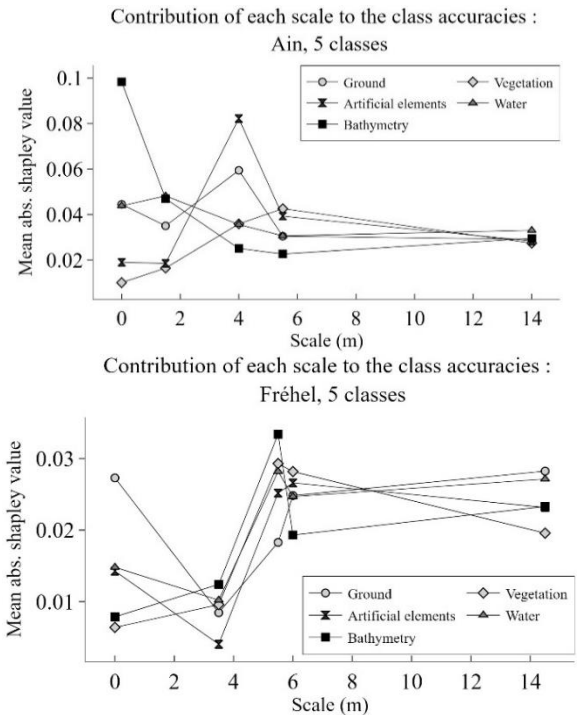 Contribution of each scale to the class accuracies :
Ain, 5 classes
Mean abs. shapley value
0.1
0.08
0.06
0.04
0.02
Ground
Vegetation
Artificial elements
Water
Bathymetry
0 2 4 6 8 10 12 14
Scale (m)
Contribution of each scale to the class accuracies :
Fréhel, 5 classes
Mean abs. shapley value
0.03
0.02
0.01
Ground
Vegetation
Artificial elements
Water
Bathymetry
0 2 4 6 8 10 12 14
Scale (m)